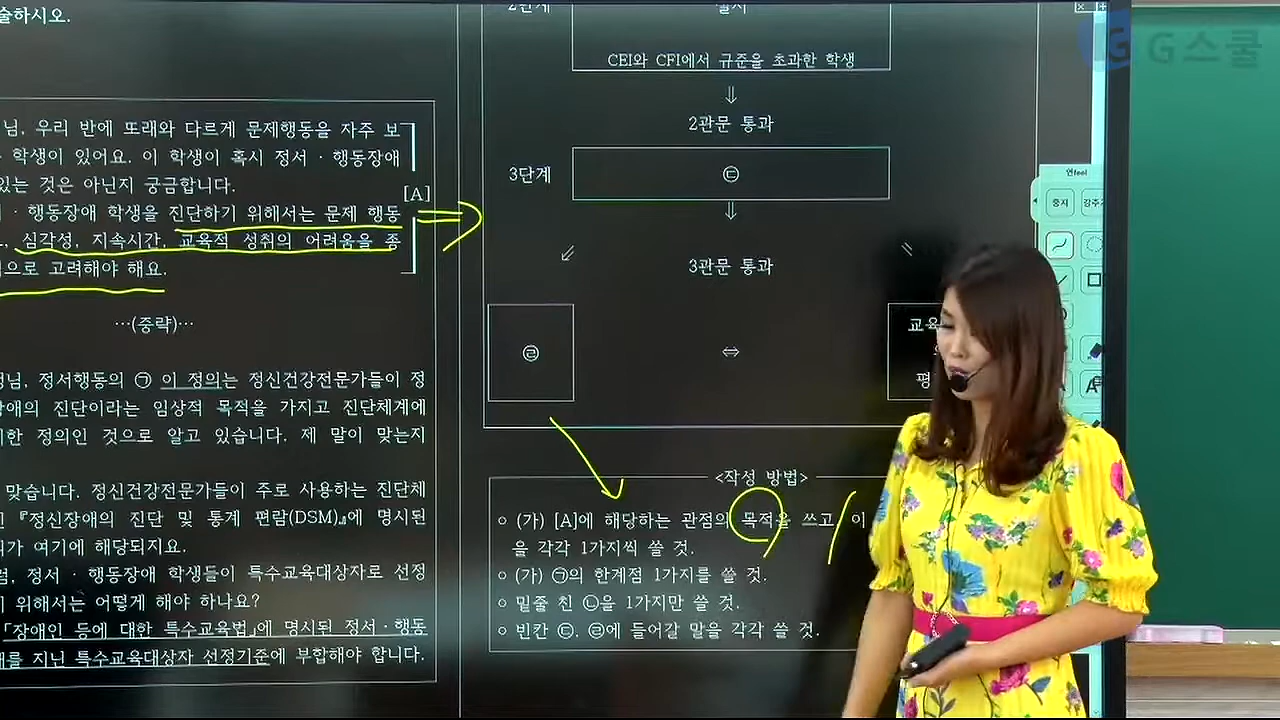 술하시오.
님, 우리 반에 또래와 다르게 문제행동을 자주 보
학생이 있어요. 이 학생이 혹시 정서 · 행동장애
있는 것은 아닌지 궁금합니다.
[A]
· 행동장애 학생을 진단하기 위해서는 문제 행동
심각성, 지속시간, 교육적 성취의 어려움을 종
으로 고려해야 해요.
…(중략)…
님, 정서행동의 ㉠ 이 정의는 정신건강전문가들이 정
장애의 진단이라는 임상적 목적을 가지고 진단체계에
한 정의인 것으로 알고 있습니다. 제 말이 맞는지
맞습니다. 정신건강전문가들이 주로 사용하는 진단체
『정신장애의 진단 및 통계 편람(DSM)』에 명시된
가 여기에 해당되지요.
정서 · 행동장애 학생들이 특수교육대상자로 선정
위해서는 어떻게 해야 하나요?
「장애인 등에 대한 특수교육법」에 명시된 정서·행동
를 지닌 특수교육대상자 선정기준에 부합해야 합니다.
2단계
실시
CEI와 CFI에서 규준을 초과한 학생
⇓
2관문 통과
3단계
㉢
⇓
3관문 통과
㉣
⇔
교육
평
<작성 방법>
○ (가) [A]에 해당하는 관점의 목적을 쓰고, 이
을 각각 1가지씩 쓸 것.
○ (가) ㉠의 한계점 1가지를 쓸 것.
○ 밑줄 친 ㉡을 1가지만 쓸 것.
○ 빈칸 ㉢, ㉣에 들어갈 말을 각각 쓸 것.
연feel
중지
강추
G스쿨